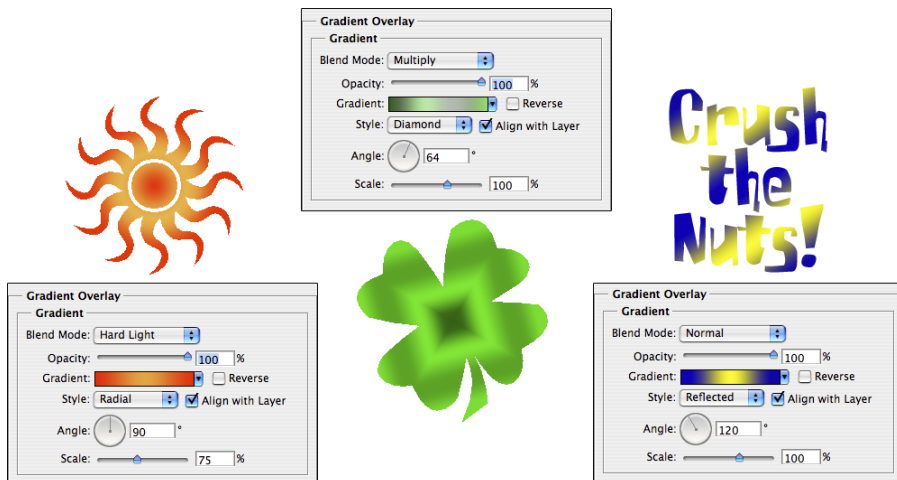 Gradient Overlay
Gradient
Blend Mode: Multiply
Opacity: 100 %
Gradient: Reverse
Style: Diamond Align with Layer
Angle: 64 °
Scale: 100 %
Crush
the
Nuts!
Gradient Overlay
Gradient
Blend Mode: Hard Light
Opacity: 100 %
Gradient: Reverse
Style: Radial Align with Layer
Angle: 90 °
Scale: 75 %
Gradient Overlay
Gradient
Blend Mode: Normal
Opacity: 100 %
Gradient: Reverse
Style: Reflected Align with Layer
Angle: 120 °
Scale: 100 %